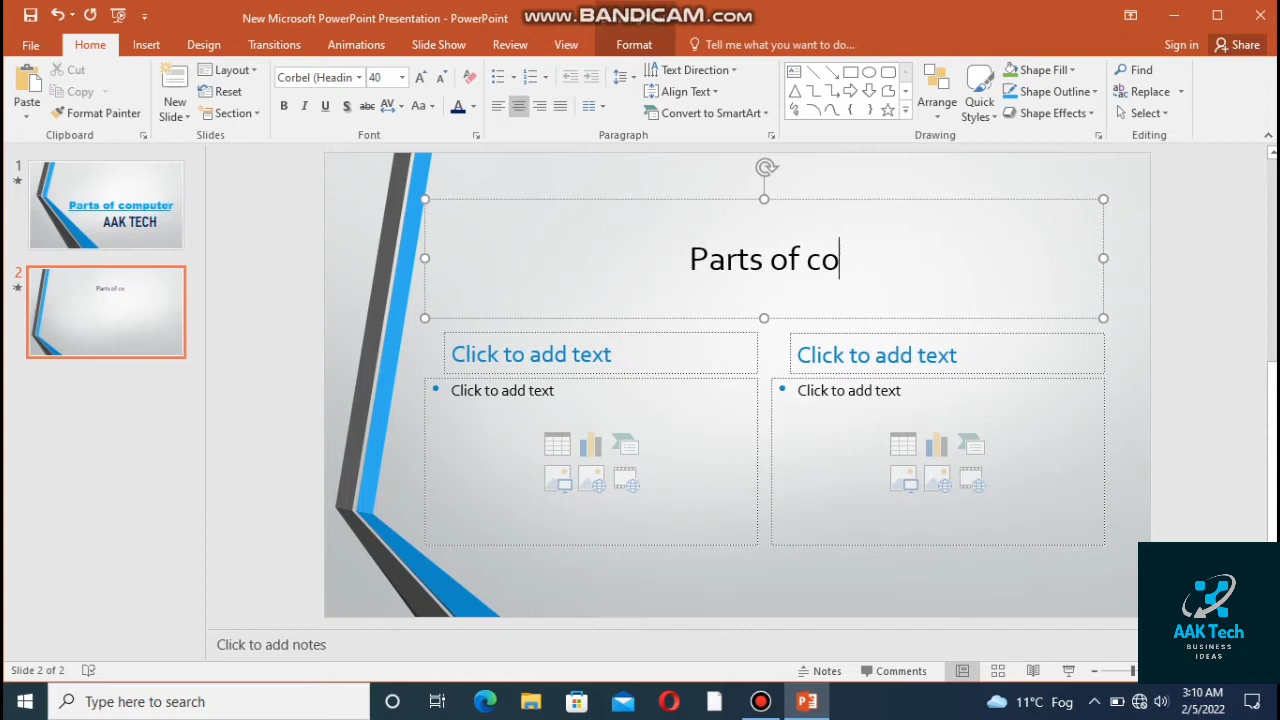 New Microsoft PowerPoint Presentation - PowerPoint
www.BANDICAM.com
File Home Insert Design Transitions Animations Slide Show Review View Format Tell me what you want to do... Sign in Share
Paste
Cut
Copy
Format Painter
Clipboard
New Slide
Layout
Reset
Section
Slides
Corbel (Headin 40
B I U S abc AV Aa A
Font
Text Direction
Align Text
Convert to SmartArt
Paragraph
Arrange
Quick Styles
Shape Fill
Shape Outline
Shape Effects
Drawing
Find
Replace
Select
Editing
1
Parts of computer
AAK TECH
2
Parts of co
Parts of co
Click to add text
Click to add text
Click to add text
Click to add text
AAK Tech
BUSINESS
IDEAS
Click to add notes
Slide 2 of 2 Notes Comments
Type here to search
11°C Fog
3:10 AM
2/5/2022